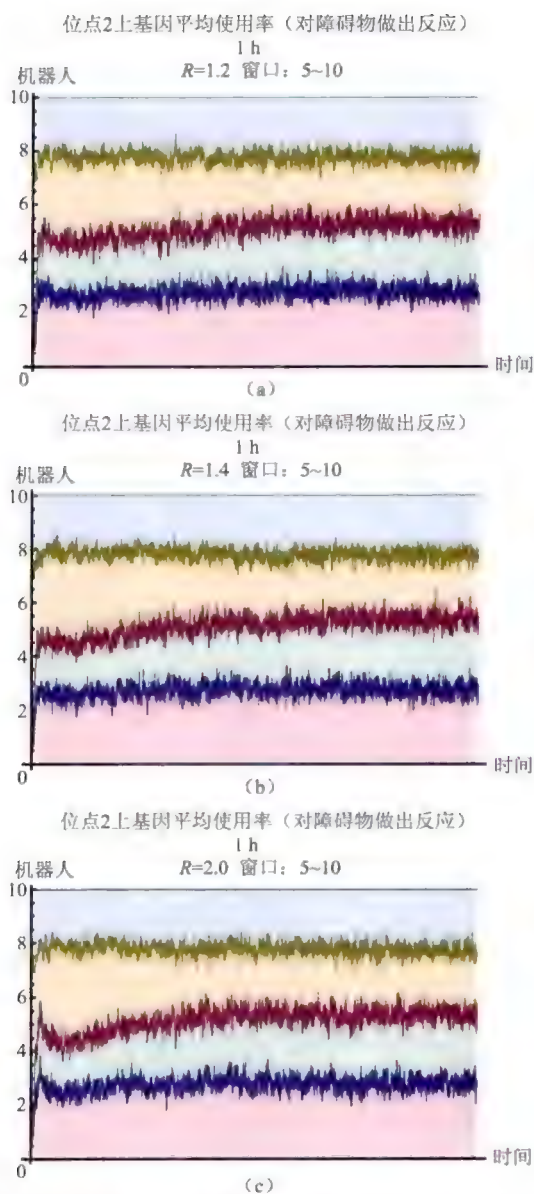 位点2上基因平均使用率（对障碍物做出反应）
1 h
R=1.2 窗口：5~10
机器人
10
8
6
4
2
0
时间
（a）
位点2上基因平均使用率（对障碍物做出反应）
1 h
R=1.4 窗口：5~10
机器人
10
8
6
4
2
0
时间
（b）
位点2上基因平均使用率（对障碍物做出反应）
1 h
R=2.0 窗口：5~10
机器人
10
8
6
4
2
0
时间
（c）